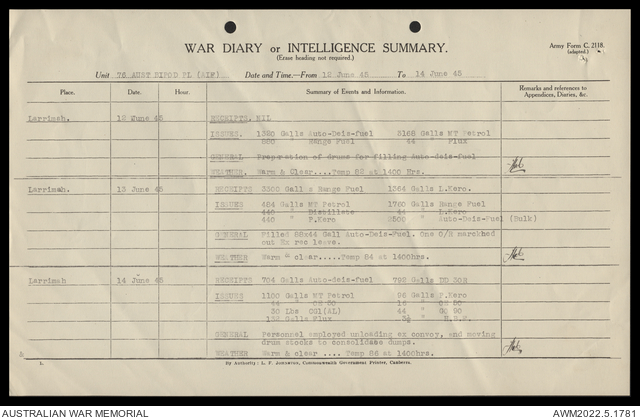 WAR DIARY or INTELLIGENCE SUMMARY.
(Erase heading not required.)
Army Form C. 2118.
(adapted.)
Unit 76 AUST BIPOD PL (AIF) Date and Time.—From 12 June 45 To 14 June 45
Place. Date. Hour. Summary of Events and Information. Remarks and references to Appendices, Diaries, &c.
Larrimah. 12 June 45 RECEIPTS. NIL
ISSUES. 1320 Galls Auto-Deis-fuel 5168 Galls MT Petrol
880 Range Fuel 44 " Flux
GENERAL Preparation of drums for filling Auto-deis-fuel
WEATHER. Warm & Clear....Temp 82 at 1400 Hrs.
Larrimah. 13 June 45 RECEIPTS 3300 Galls Range Fuel 1364 Galls L.Kero.
ISSUES 484 Galls MT Petrol 1760 Galls Range Fuel
440 " Distillate 44 " L.Kero
440 " P.Kero 3500 " Auto-Deis-Fuel (Bulk)
GENERAL Filled 88x44 Gall Auto-Deis-Fuel. One O/R marckhed
out Ex rec leave.
WEATHER Warm " clear....Temp 84 at 1400hrs.
Larrimah 14 June 45 RECEIPTS 704 Galls Auto-deis-fuel 792 Galls DD 30R
ISSUES 1100 Galls MT Petrol 96 Galls P.Kero
44 " 16 "
30 Lbs CG1(AL) 44 " GO 90
132 Galls Flux
GENERAL Personnel employed unloading ex convoy, and moving
drum stocks to consolidate dumps.
WEATHER Warm & clear .... Temp 86 at 1400hrs.
By Authority: L. F. Johnston, Commonwealth Government Printer, Canberra.
AUSTRALIAN WAR MEMORIAL AWM2022.5.1781